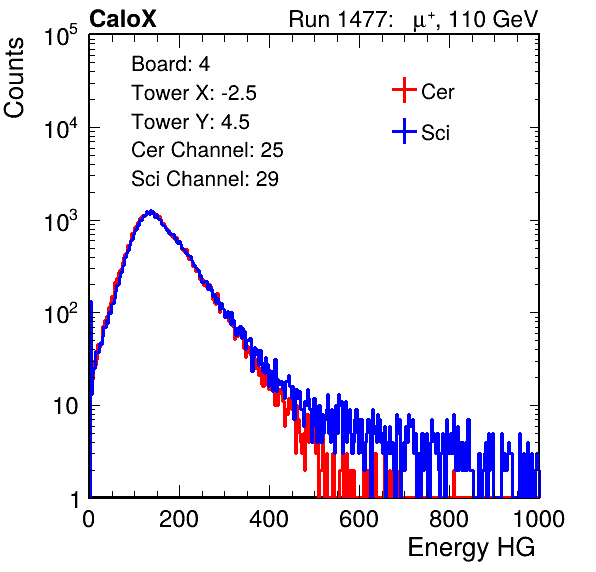 CaloX Run 1477: μ⁺, 110 GeV
Counts
Board: 4
Tower X: -2.5
Tower Y: 4.5
Cer Channel: 25
Sci Channel: 29
Cer
Sci
10⁵
10⁴
10³
10²
10
1
0 200 400 600 800 1000
Energy HG